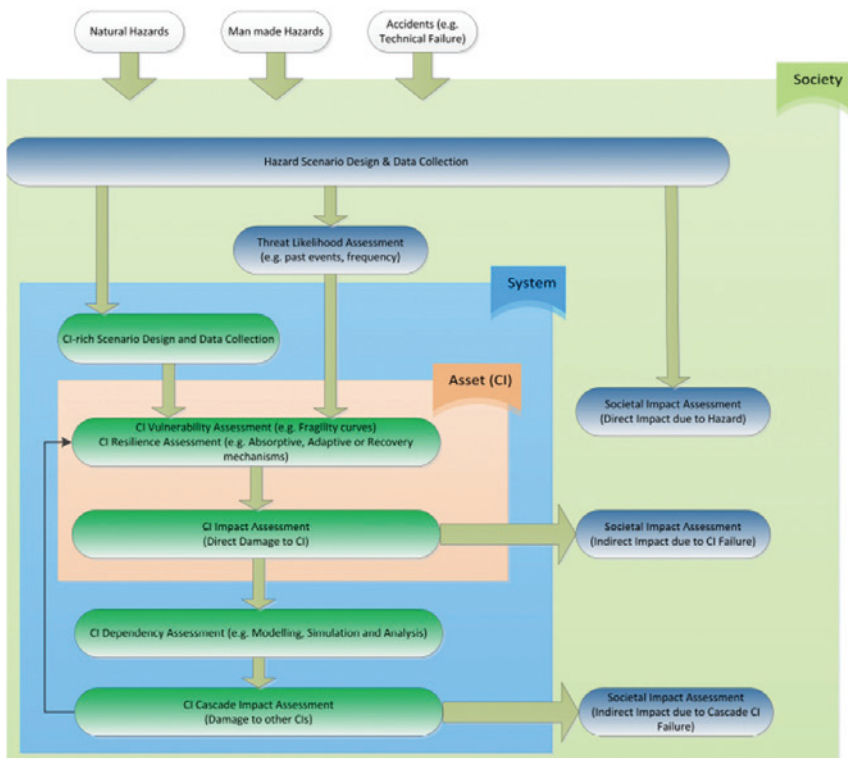 Natural Hazards
Man made Hazards
Accidents (e.g.
Technical Failure)
Society
Hazard Scenario Design & Data Collection
Threat Likelihood Assessment
(e.g. past events, frequency)
System
CI-rich Scenario Design and Data Collection
Asset (CI)
CI Vulnerability Assessment (e.g. Fragility curves)
CI Resilience Assessment (e.g. Absorptive, Adaptive or Recovery
mechanisms)
Societal Impact Assessment
(Direct Impact due to Hazard)
CI Impact Assessment
(Direct Damage to CI)
Societal Impact Assessment
(Indirect Impact due to CI Failure)
CI Dependency Assessment (e.g. Modelling, Simulation and Analysis)
CI Cascade Impact Assessment
(Damage to other CIs)
Societal Impact Assessment
(Indirect Impact due to Cascade CI
Failure)